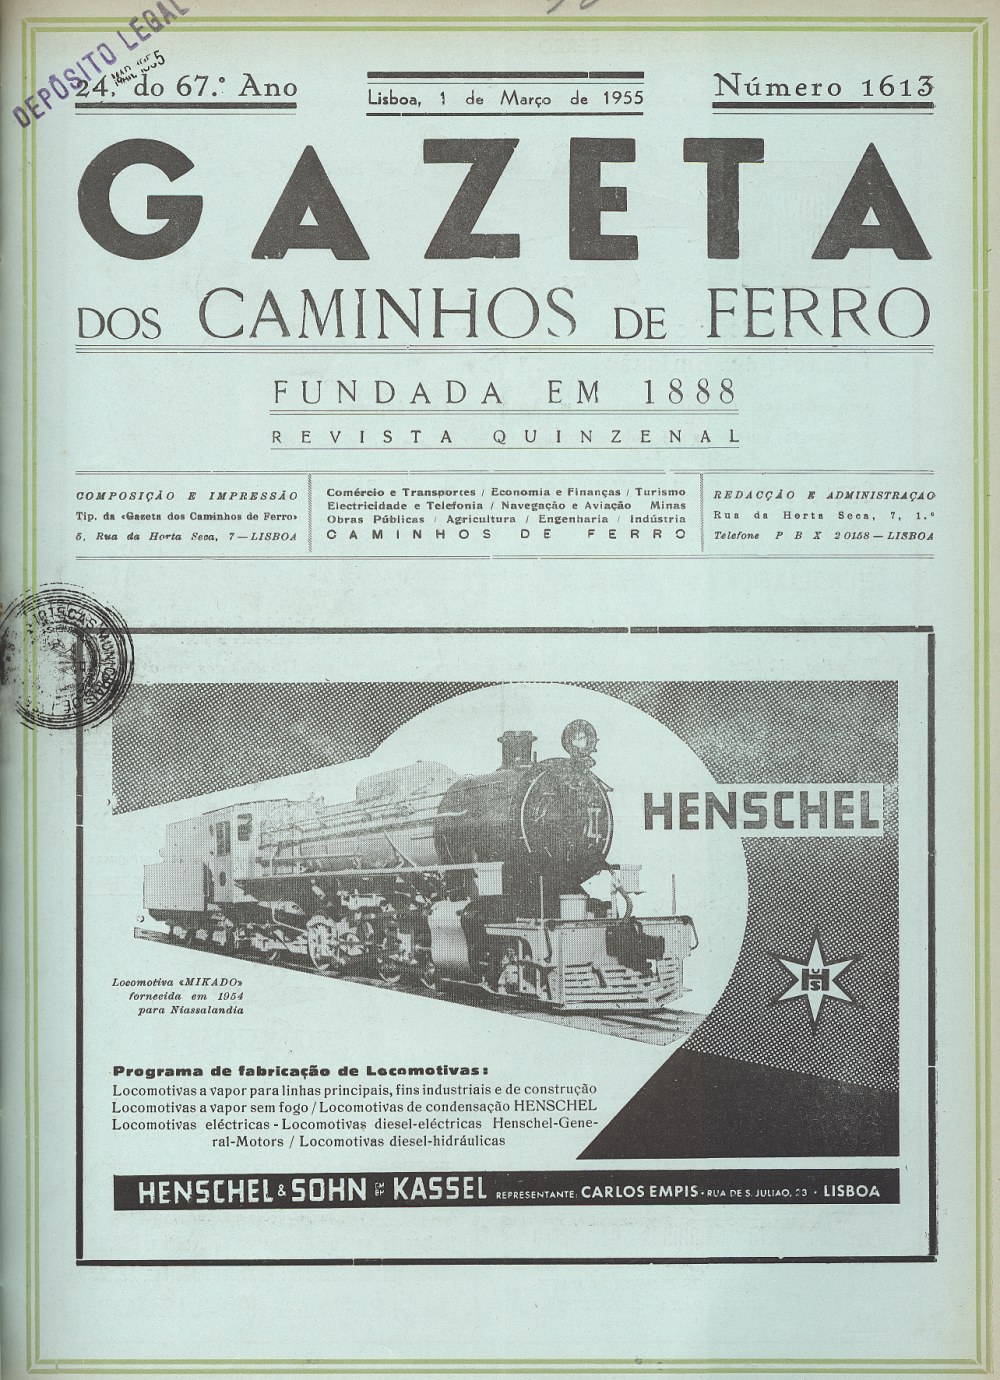 DEPÓSITO LEGAL
MAR. 1955
24.º do 67.º Ano
Lisboa, 1 de Março de 1955
Número 1613
GAZETA
DOS CAMINHOS DE FERRO
FUNDADA EM 1888
REVISTA QUINZENAL
COMPOSIÇÃO E IMPRESSÃO
Tip. da «Gazeta dos Caminhos de Ferro»
5, Rua da Horta Seca, 7—LISBOA
Comércio e Transportes / Economia e Finanças / Turismo
Electricidade e Telefonia / Navegação e Aviação Minas
Obras Públicas / Agricultura / Engenharia / Indústria
CAMINHOS DE FERRO
REDACÇÃO E ADMINISTRAÇAO
Rua da Horta Seca, 7, 1.º
Telefone P B X 20158—LISBOA
HENSCHEL
HuS
Locomotiva «MIKADO»
fornecida em 1954
para Niassalandia
Programa de fabricação de Locomotivas:
Locomotivas a vapor para linhas principais, fins industriais e de construção
Locomotivas a vapor sem fogo / Locomotivas de condensação HENSCHEL
Locomotivas eléctricas - Locomotivas diesel-eléctricas Henschel-Gene-
ral-Motors / Locomotivas diesel-hidráulicas
HENSCHEL & SOHN GMBH KASSEL REPRESENTANTE: CARLOS EMPIS · RUA DE S. JULIAO, 23 · LISBOA